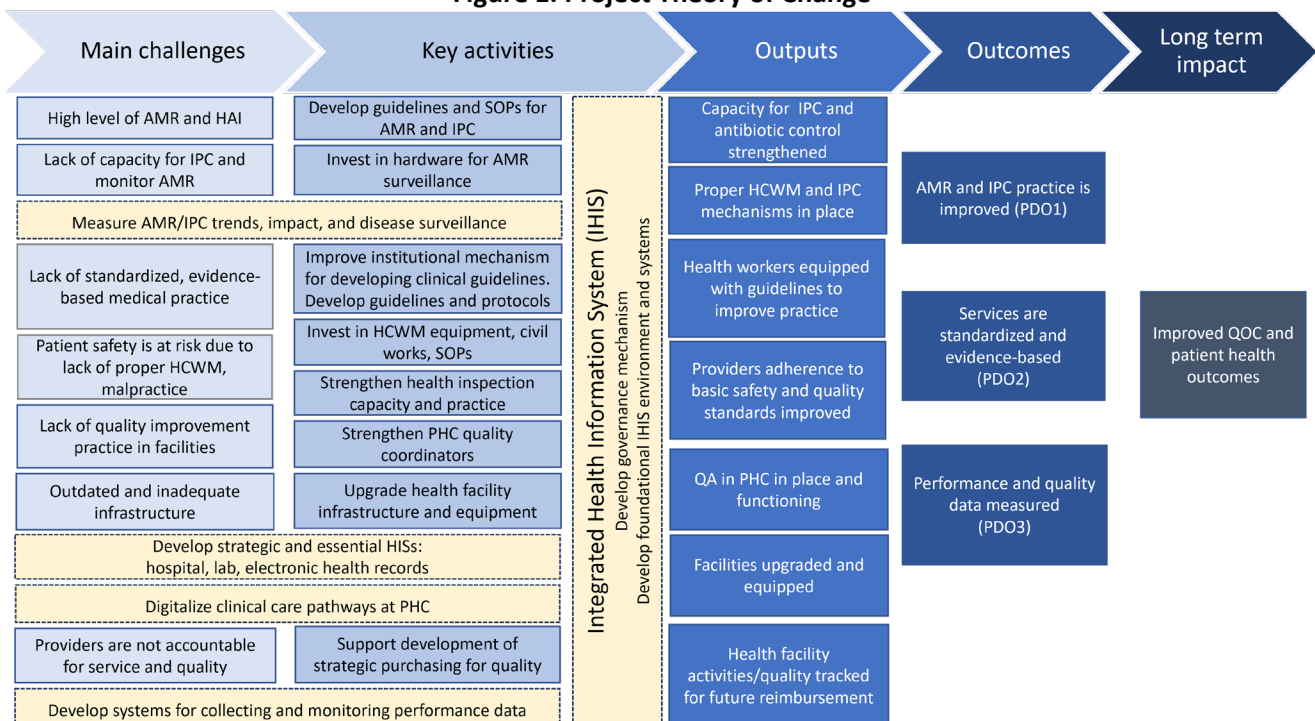 Figure 2: Project Theory of Change
Main challenges
Key activities
Outputs
Outcomes
Long term
impact
High level of AMR and HAI
Develop guidelines and SOPs for
AMR and IPC
Lack of capacity for IPC and
monitor AMR
Invest in hardware for AMR
surveillance
Measure AMR/IPC trends, impact, and disease surveillance
Lack of standardized, evidence-
based medical practice
Improve institutional mechanism
for developing clinical guidelines.
Develop guidelines and protocols
Patient safety is at risk due to
lack of proper HCWM,
malpractice
Invest in HCWM equipment, civil
works, SOPs
Strengthen health inspection
capacity and practice
Lack of quality improvement
practice in facilities
Strengthen PHC quality
coordinators
Outdated and inadequate
infrastructure
Upgrade health facility
infrastructure and equipment
Develop strategic and essential HISs:
hospital, lab, electronic health records
Digitalize clinical care pathways at PHC
Providers are not accountable
for service and quality
Support development of
strategic purchasing for quality
Develop systems for collecting and monitoring performance data
Integrated Health Information System (IHIS)
Develop governance mechanism
Develop foundational IHIS environment and systems
Capacity for IPC and
antibiotic control
strengthened
Proper HCWM and IPC
mechanisms in place
Health workers equipped
with guidelines to
improve practice
Providers adherence to
basic safety and quality
standards improved
QA in PHC in place and
functioning
Facilities upgraded and
equipped
Health facility
activities/quality tracked
for future reimbursement
AMR and IPC practice is
improved (PDO1)
Services are
standardized and
evidence-based
(PDO2)
Performance and quality
data measured
(PDO3)
Improved QOC and
patient health
outcomes